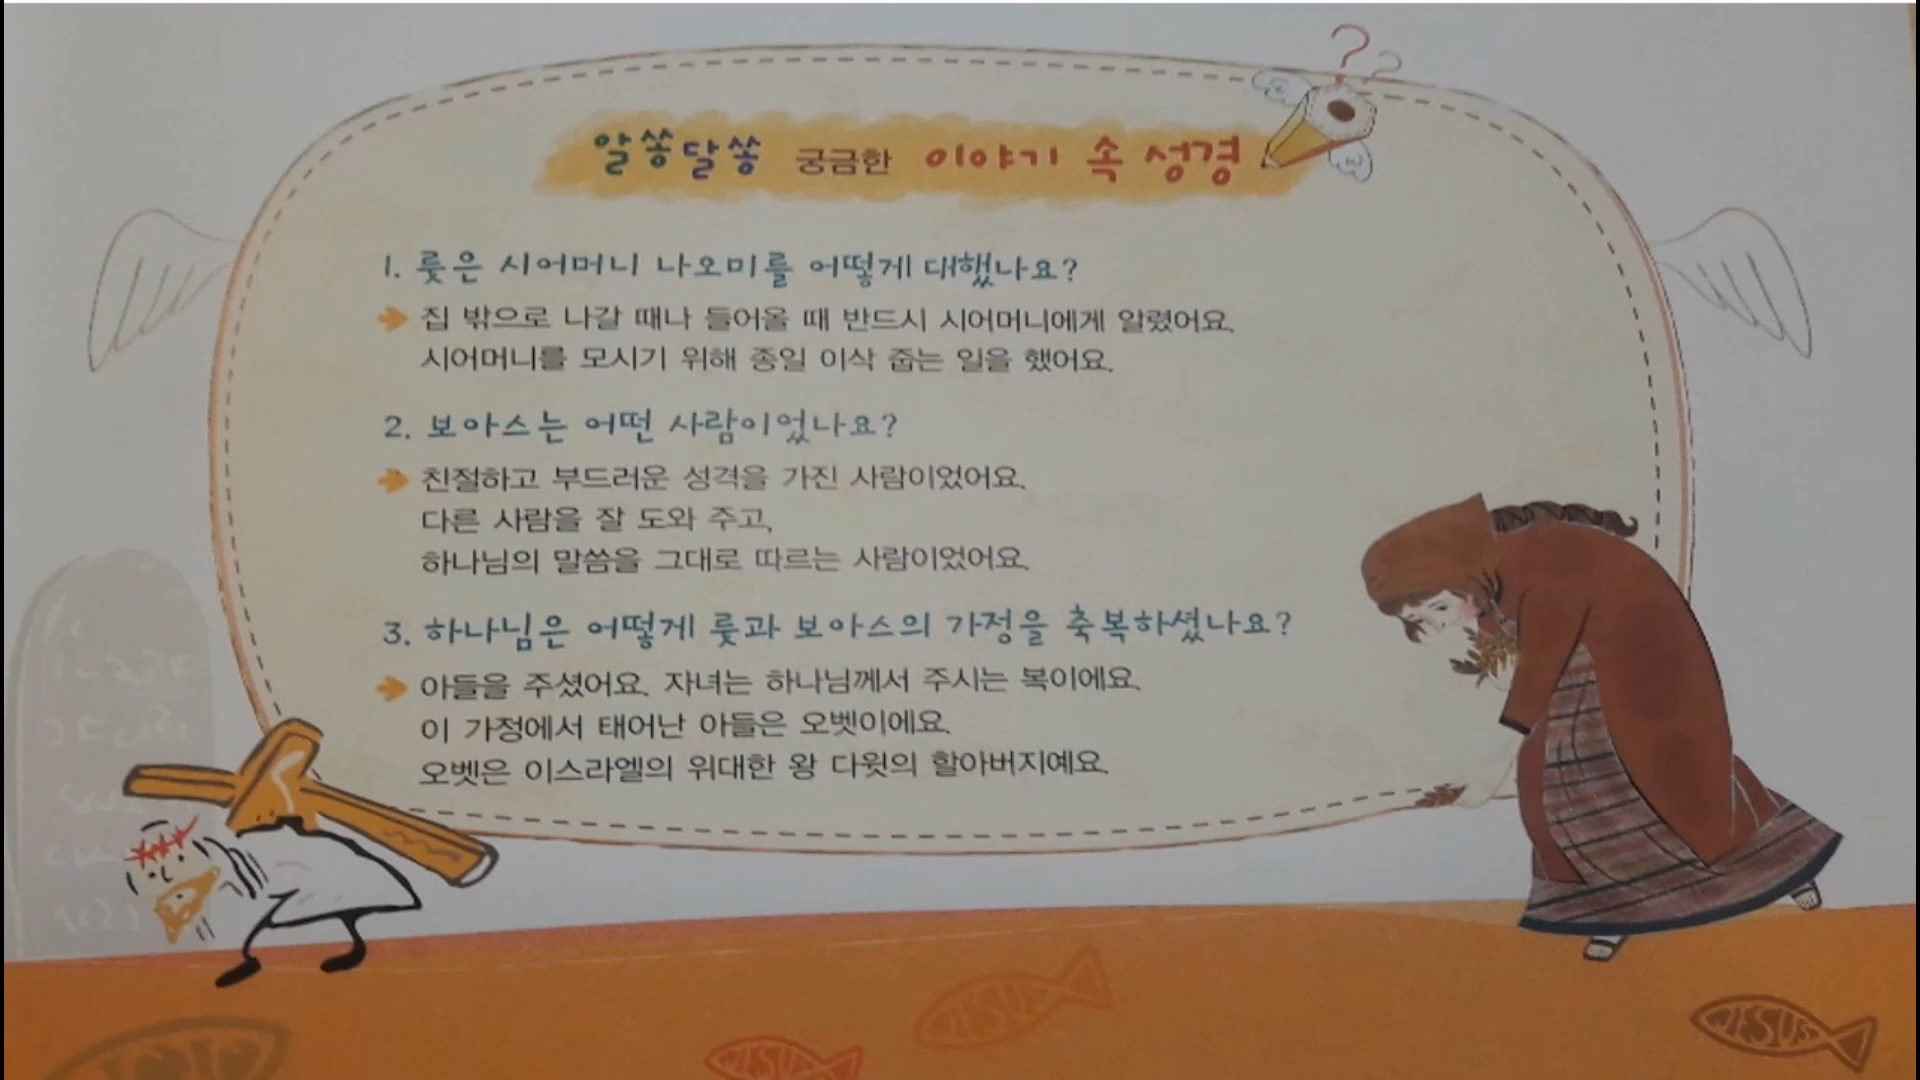 알쏭달쏭 궁금한 이야기 속 성경
1. 룻은 시어머니 나오미를 어떻게 대했나요?
집 밖으로 나갈 때나 들어올 때 반드시 시어머니에게 알렸어요.
시어머니를 모시기 위해 종일 이삭 줍는 일을 했어요.
2. 보아스는 어떤 사람이었나요?
친절하고 부드러운 성격을 가진 사람이었어요.
다른 사람을 잘 도와 주고,
하나님의 말씀을 그대로 따르는 사람이었어요.
3. 하나님은 어떻게 룻과 보아스의 가정을 축복하셨나요?
아들을 주셨어요. 자녀는 하나님께서 주시는 복이에요.
이 가정에서 태어난 아들은 오벳이에요.
오벳은 이스라엘의 위대한 왕 다윗의 할아버지예요.
JESUS
JESUS
JESUS